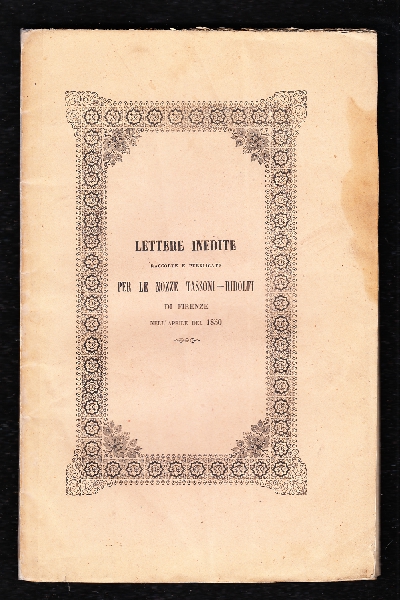 LETTERE INEDITE
RACCOLTE E PUBBLICATE
PER LE NOZZE TASSONI—RIDOLFI
DI FIRENZE
NELL'APRILE DEL 1850